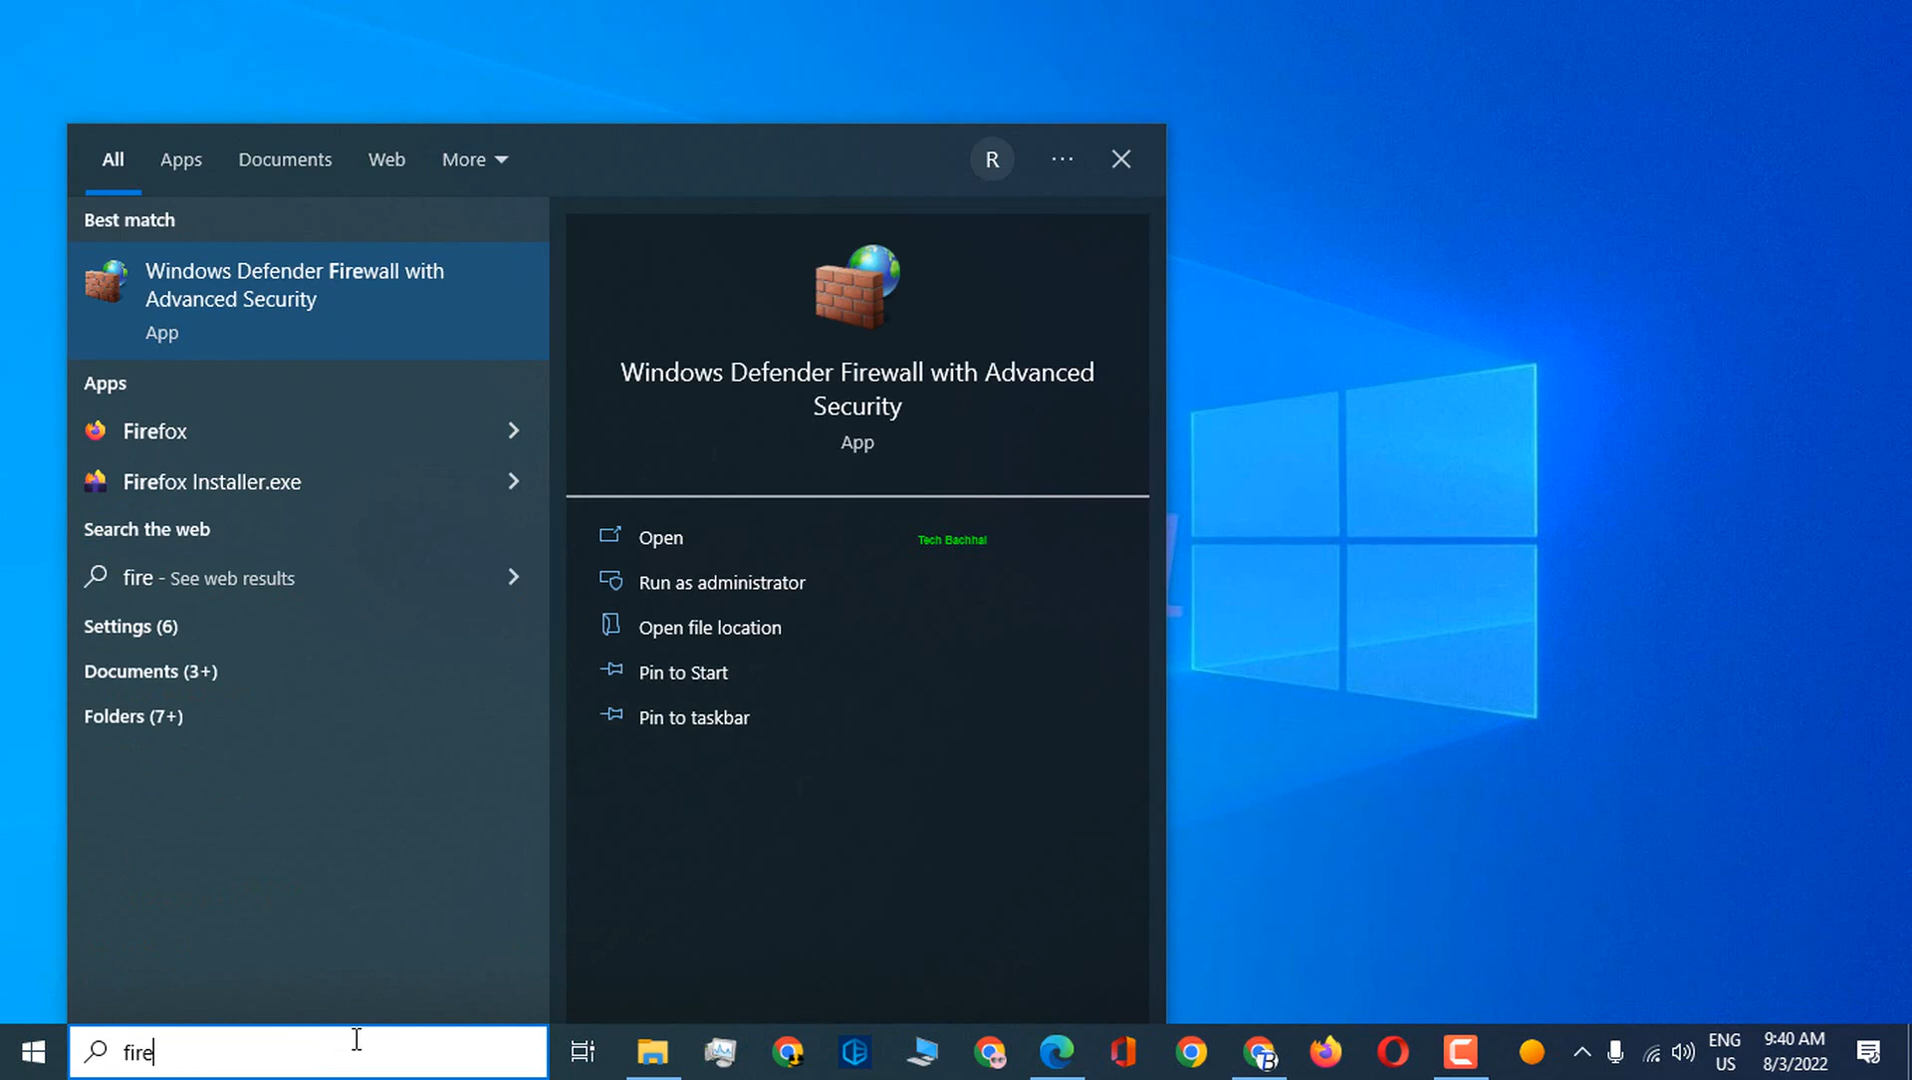 All
Apps
Documents
Web
More
R
Best match
Windows Defender Firewall with
Advanced Security
App
Apps
Firefox
Firefox Installer.exe
Search the web
fire - See web results
Settings (6)
Documents (3+)
Folders (7+)
Windows Defender Firewall with Advanced
Security
App
Open
Tech Bachhal
Run as administrator
Open file location
Pin to Start
Pin to taskbar
fire
ENG
US
9:40 AM
8/3/2022